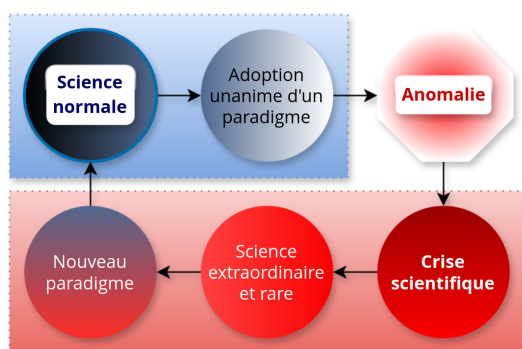 Science
normale
Adoption
unanime d'un
paradigme
Anomalie
Nouveau
paradigme
Science
extraordinaire
et rare
Crise
scientifique